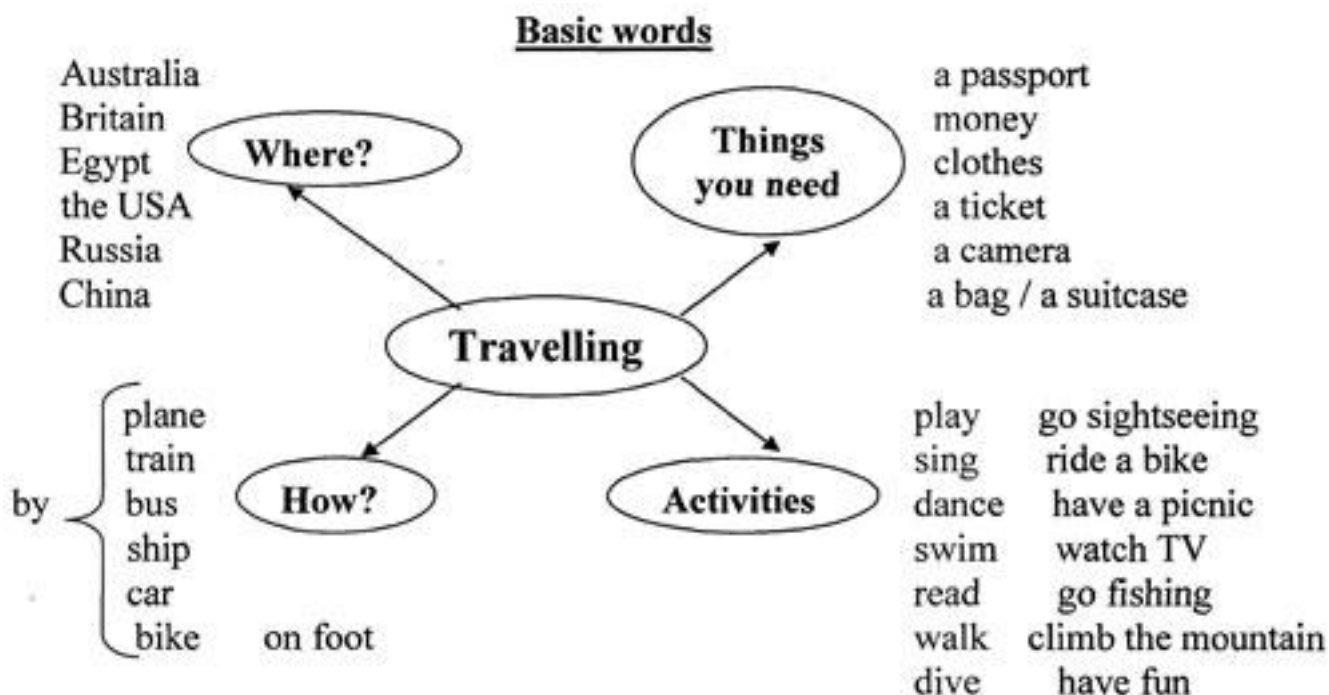 Basic words
Australia
Britain
Egypt
the USA
Russia
China
Where?
Things
you need
a passport
money
clothes
a ticket
a camera
a bag / a suitcase
Travelling
by
plane
train
bus
ship
car
bike on foot
How?
Activities
play go sightseeing
sing ride a bike
dance have a picnic
swim watch TV
read go fishing
walk climb the mountain
dive have fun